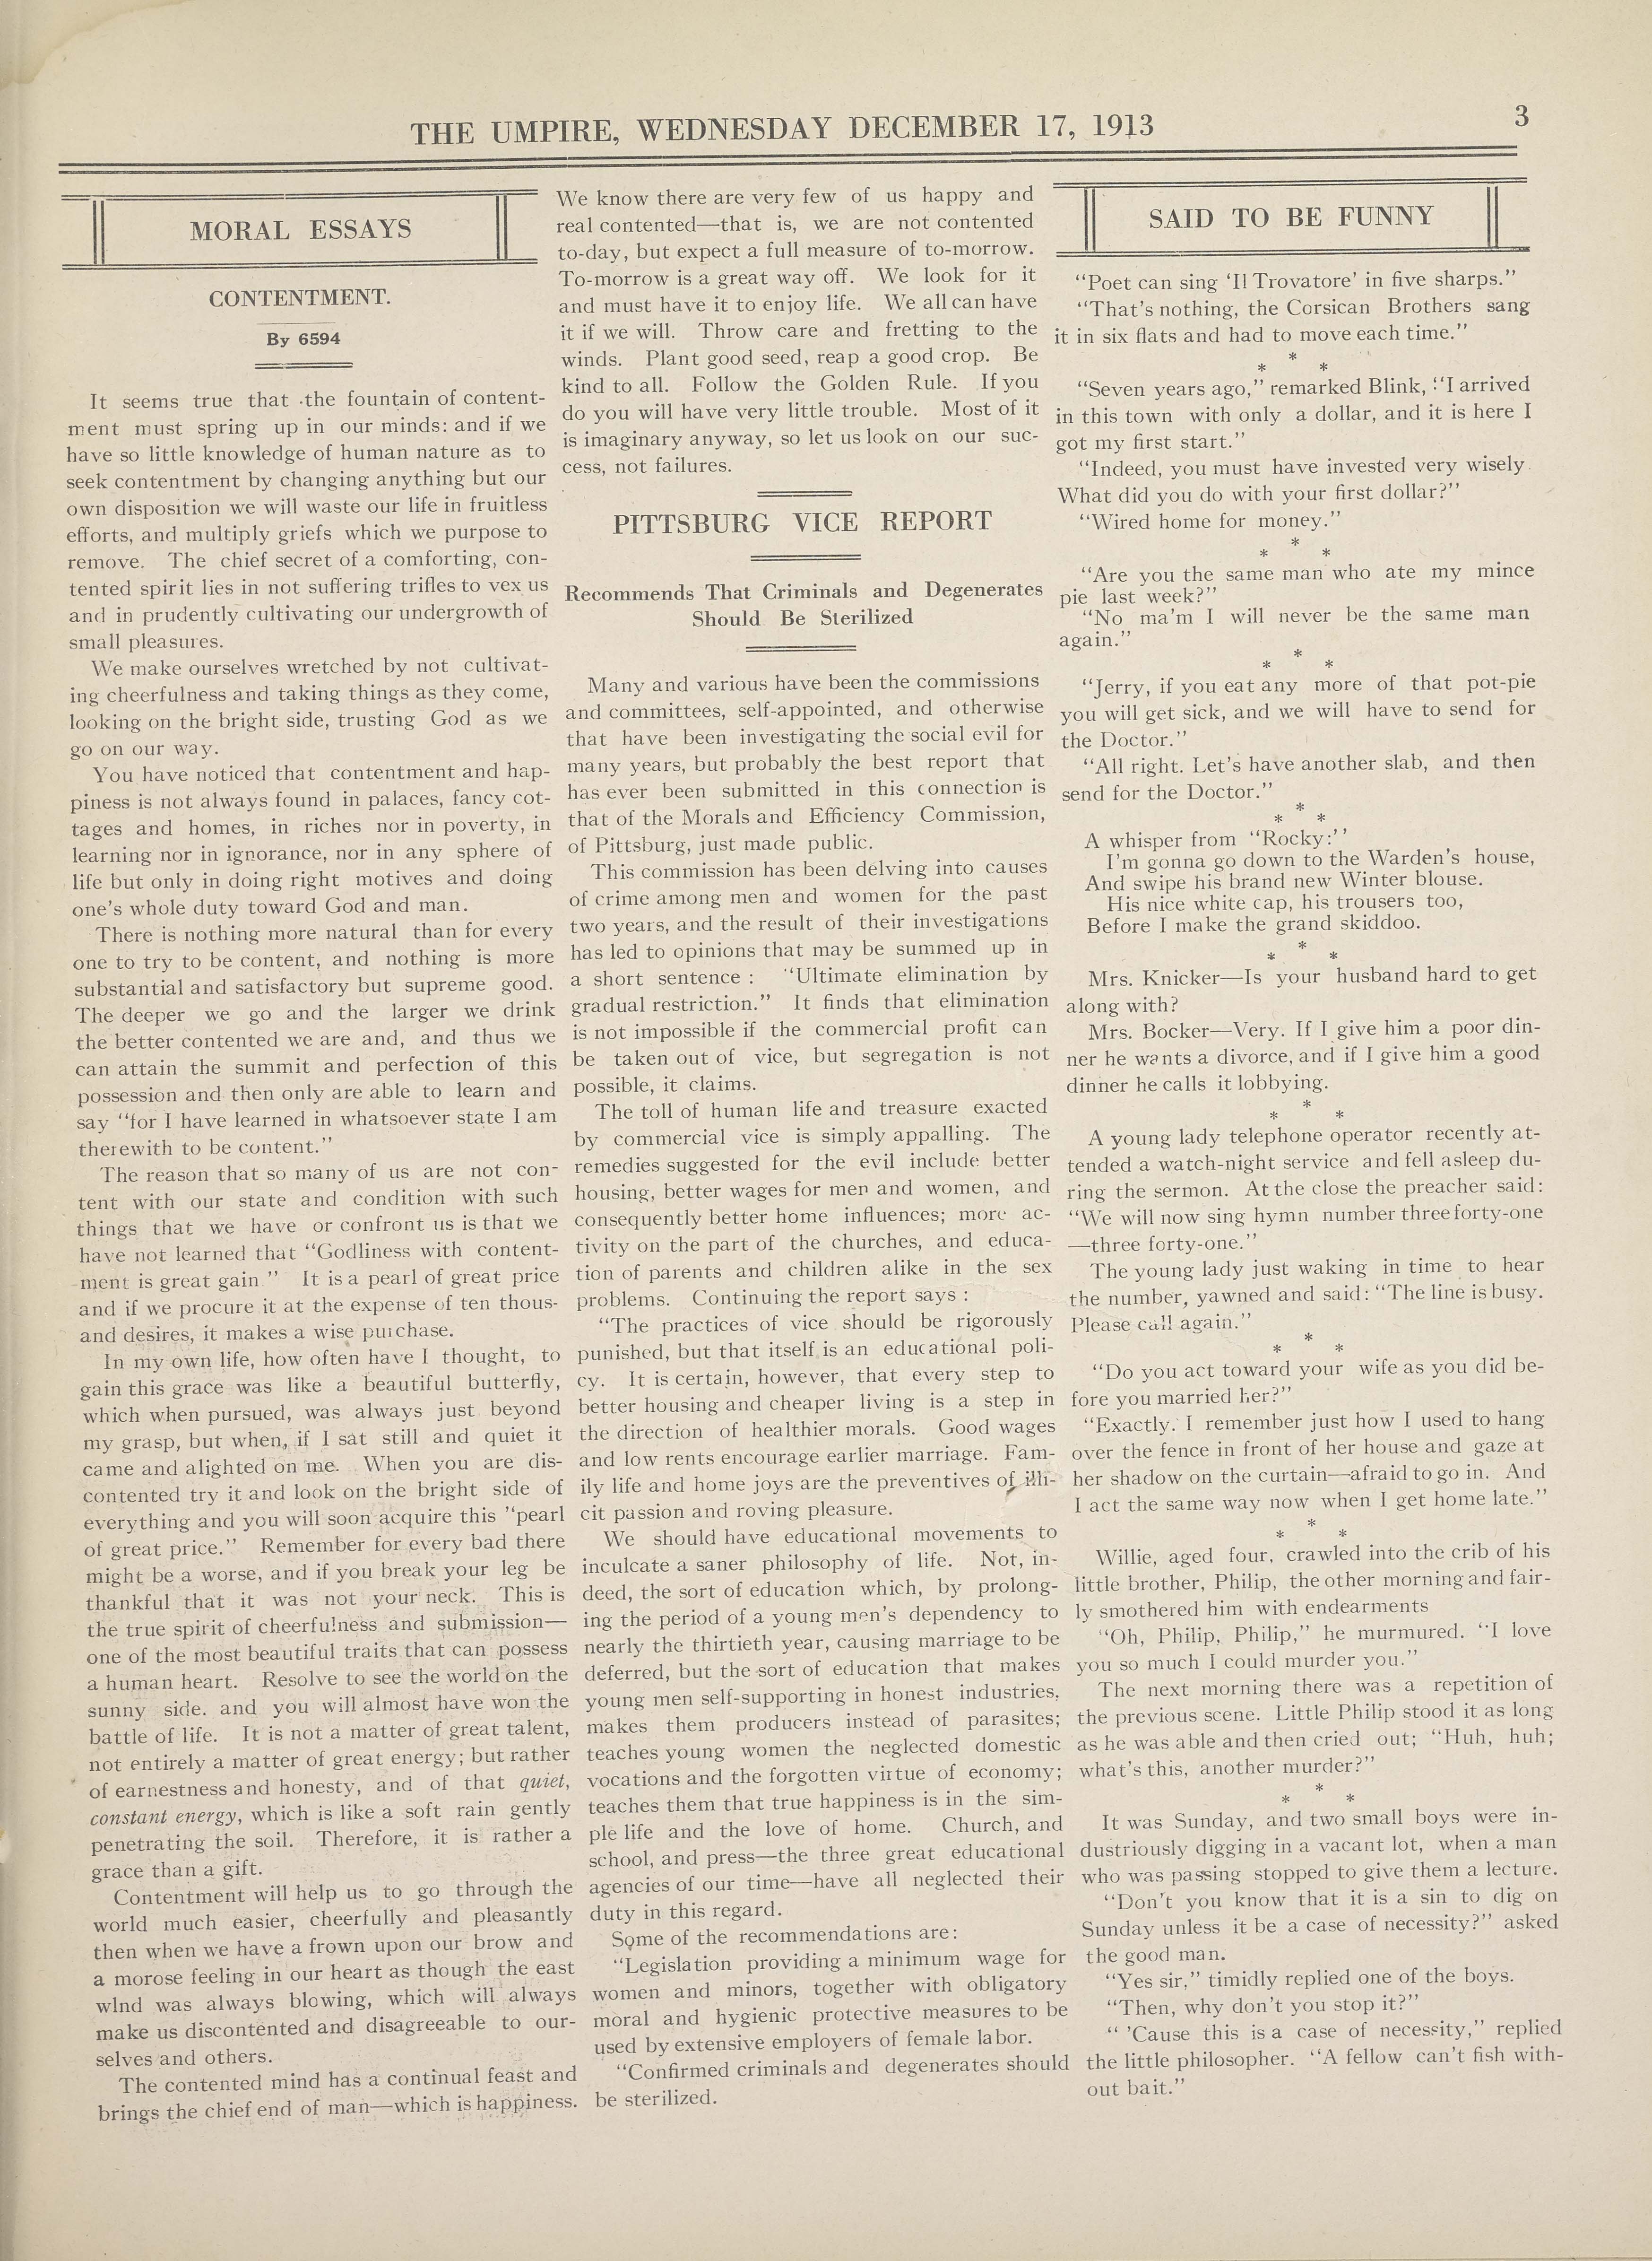 THE UMPIRE, WEDNESDAY DECEMBER 17, 1913
3
MORAL ESSAYS
CONTENTMENT.
By 6594
It seems true that the fountain of content-
ment must spring up in our minds: and if we
have so little knowledge of human nature as to
seek contentment by changing anything but our
own disposition we will waste our life in fruitless
efforts, and multiply griefs which we purpose to
remove. The chief secret of a comforting, con-
tented spirit lies in not suffering trifles to vex us
and in prudently cultivating our undergrowth of
small pleasures.
We make ourselves wretched by not cultivat-
ing cheerfulness and taking things as they come,
looking on the bright side, trusting God as we
go on our way.
You have noticed that contentment and hap-
piness is not always found in palaces, fancy cot-
tages and homes, in riches nor in poverty, in
learning nor in ignorance, nor in any sphere of
life but only in doing right motives and doing
one's whole duty toward God and man.
There is nothing more natural than for every
one to try to be content, and nothing is more
substantial and satisfactory but supreme good.
The deeper we go and the larger we drink
the better contented we are and, and thus we
can attain the summit and perfection of this
possession and then only are able to learn and
say "for I have learned in whatsoever state I am
therewith to be content."
The reason that so many of us are not con-
tent with our state and condition with such
things that we have or confront us is that we
have not learned that "Godliness with content-
ment is great gain." It is a pearl of great price
and if we procure it at the expense of ten thous-
and desires, it makes a wise purchase.
In my own life, how often have I thought, to
gain this grace was like a beautiful butterfly,
which when pursued, was always just beyond
my grasp, but when, if I sat still and quiet it
came and alighted on me. When you are dis-
contented try it and look on the bright side of
everything and you will soon acquire this "pearl
of great price." Remember for every bad there
might be a worse, and if you break your leg be
thankful that it was not your neck. This is
the true spirit of cheerfulness and submission—
one of the most beautiful traits that can possess
a human heart. Resolve to see the world on the
sunny side. and you will almost have won the
battle of life. It is not a matter of great talent,
not entirely a matter of great energy; but rather
of earnestness and honesty, and of that quiet,
constant energy, which is like a soft rain gently
penetrating the soil. Therefore, it is rather a
grace than a gift.
Contentment will help us to go through the
world much easier, cheerfully and pleasantly
then when we have a frown upon our brow and
a morose feeling in our heart as though the east
wInd was always blowing, which will always
make us discontented and disagreeable to our-
selves and others.
The contented mind has a continual feast and
brings the chief end of man—which is happiness.
We know there are very few of us happy and
real contented—that is, we are not contented
to-day, but expect a full measure of to-morrow.
To-morrow is a great way off. We look for it
and must have it to enjoy life. We all can have
it if we will. Throw care and fretting to the
winds. Plant good seed, reap a good crop. Be
kind to all. Follow the Golden Rule. If you
do you will have very little trouble. Most of it
is imaginary anyway, so let us look on our suc-
cess, not failures.
PITTSBURG VICE REPORT
Recommends That Criminals and Degenerates
Should Be Sterilized
Many and various have been the commissions
and committees, self-appointed, and otherwise
that have been investigating the social evil for
many years, but probably the best report that
has ever been submitted in this connection is
that of the Morals and Efficiency Commission,
of Pittsburg, just made public.
This commission has been delving into causes
of crime among men and women for the past
two years, and the result of their investigations
has led to opinions that may be summed up in
a short sentence : "Ultimate elimination by
gradual restriction." It finds that elimination
is not impossible if the commercial profit can
be taken out of vice, but segregation is not
possible, it claims.
The toll of human life and treasure exacted
by commercial vice is simply appalling. The
remedies suggested for the evil include better
housing, better wages for men and women, and
consequently better home influences; more ac-
tivity on the part of the churches, and educa-
tion of parents and children alike in the sex
problems. Continuing the report says :
"The practices of vice should be rigorously
punished, but that itself is an educational poli-
cy. It is certain, however, that every step to
better housing and cheaper living is a step in
the direction of healthier morals. Good wages
and low rents encourage earlier marriage. Fam-
ily life and home joys are the preventives of illi-
cit passion and roving pleasure.
We should have educational movements to
inculcate a saner philosophy of life. Not, in-
deed, the sort of education which, by prolong-
ing the period of a young men's dependency to
nearly the thirtieth year, causing marriage to be
deferred, but the sort of education that makes
young men self-supporting in honest industries,
makes them producers instead of parasites;
teaches young women the neglected domestic
vocations and the forgotten virtue of economy;
teaches them that true happiness is in the sim-
ple life and the love of home. Church, and
school, and press—the three great educational
agencies of our time—have all neglected their
duty in this regard.
Some of the recommendations are:
"Legislation providing a minimum wage for
women and minors, together with obligatory
moral and hygienic protective measures to be
used by extensive employers of female labor.
"Confirmed criminals and degenerates should
be sterilized.
SAID TO BE FUNNY
"Poet can sing 'Il Trovatore' in five sharps."
"That's nothing, the Corsican Brothers sang
it in six flats and had to move each time."
* * *
"Seven years ago," remarked Blink, "I arrived
in this town with only a dollar, and it is here I
got my first start."
"Indeed, you must have invested very wisely.
What did you do with your first dollar?"
"Wired home for money."
* * *
"Are you the same man who ate my mince
pie last week?"
"No ma'm I will never be the same man
again."
* * *
"Jerry, if you eat any more of that pot-pie
you will get sick, and we will have to send for
the Doctor."
"All right. Let's have another slab, and then
send for the Doctor."
* * *
A whisper from "Rocky:"
I'm gonna go down to the Warden's house,
And swipe his brand new Winter blouse.
His nice white cap, his trousers too,
Before I make the grand skiddoo.
* * *
Mrs. Knicker—Is your husband hard to get
along with?
Mrs. Bocker—Very. If I give him a poor din-
ner he wants a divorce, and if I give him a good
dinner he calls it lobbying.
* * *
A young lady telephone operator recently at-
tended a watch-night service and fell asleep du-
ring the sermon. At the close the preacher said:
"We will now sing hymn number three forty-one
—three forty-one."
The young lady just waking in time to hear
the number, yawned and said: "The line is busy.
Please call again."
* * *
"Do you act toward your wife as you did be-
fore you married her?"
"Exactly. I remember just how I used to hang
over the fence in front of her house and gaze at
her shadow on the curtain—afraid to go in. And
I act the same way now when I get home late."
* * *
Willie, aged four, crawled into the crib of his
little brother, Philip, the other morning and fair-
ly smothered him with endearments
"Oh, Philip, Philip," he murmured. "I love
you so much I could murder you."
The next morning there was a repetition of
the previous scene. Little Philip stood it as long
as he was able and then cried out; "Huh, huh;
what's this, another murder?"
* * *
It was Sunday, and two small boys were in-
dustriously digging in a vacant lot, when a man
who was passing stopped to give them a lecture.
"Don't you know that it is a sin to dig on
Sunday unless it be a case of necessity?" asked
the good man.
"Yes sir," timidly replied one of the boys.
"Then, why don't you stop it?"
" 'Cause this is a case of necessity," replied
the little philosopher. "A fellow can't fish with-
out bait."